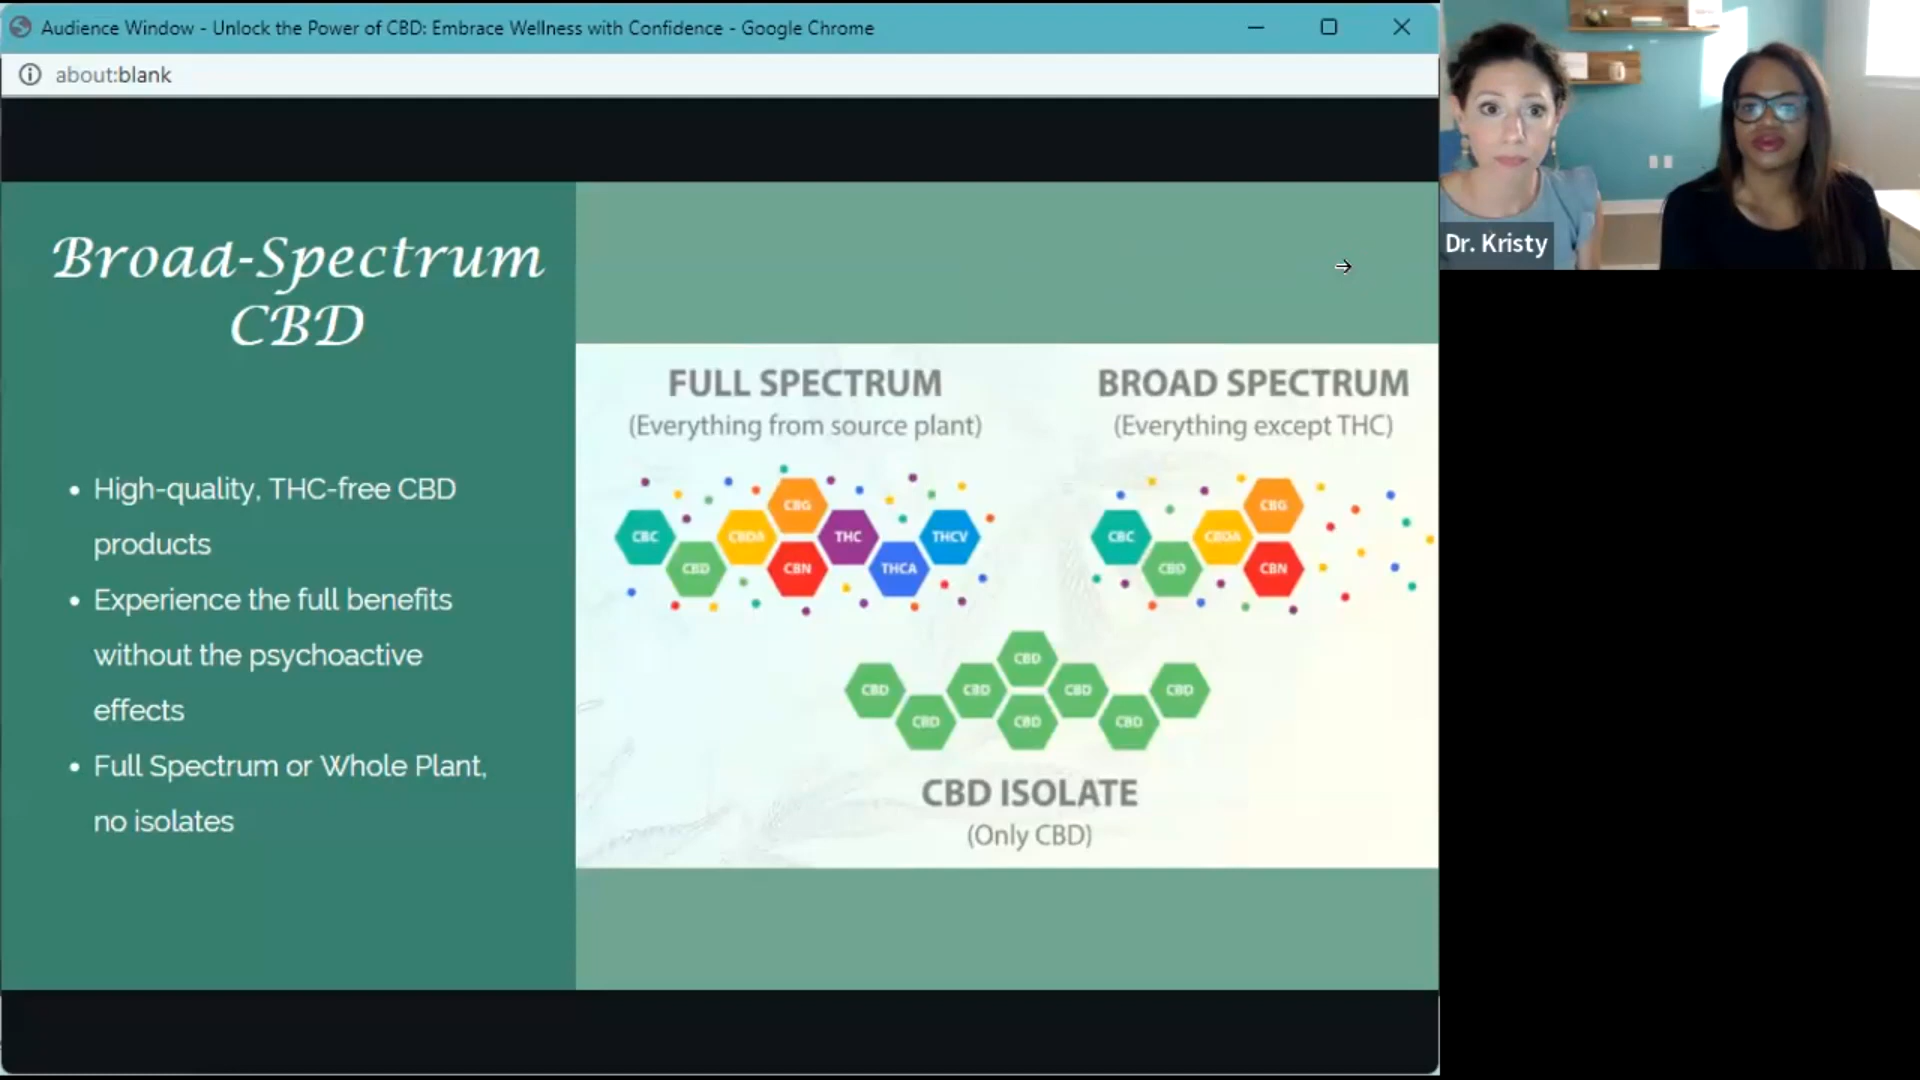 Audience Window - Unlock the Power of CBD: Embrace Wellness with Confidence - Google Chrome
about:blank
Dr. Kristy
Broad-Spectrum
CBD
• High-quality, THC-free CBD
products
• Experience the full benefits
without the psychoactive
effects
• Full Spectrum or Whole Plant,
no isolates
FULL SPECTRUM
(Everything from source plant)
CBG
CBC CBDA THC THCV
CBD CBN THCA
BROAD SPECTRUM
(Everything except THC)
CBG
CBC CBDA
CBD CBN
CBD
CBD CBD CBD CBD
CBD CBD CBD
CBD ISOLATE
(Only CBD)